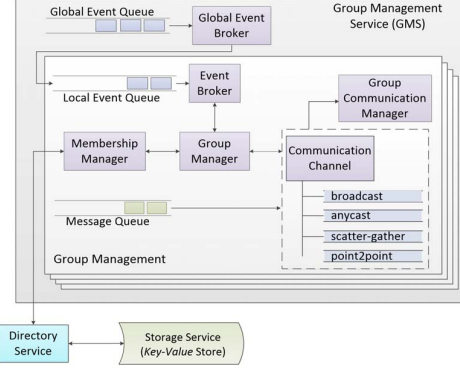 Global Event Queue
Global Event
Broker
Group Management
Service (GMS)
Local Event Queue
Event
Broker
Group
Communication
Manager
Membership
Manager
Group
Manager
Communication
Channel
broadcast
anycast
scatter-gather
point2point
Message Queue
Group Management
Directory
Service
Storage Service
(Key-Value Store)